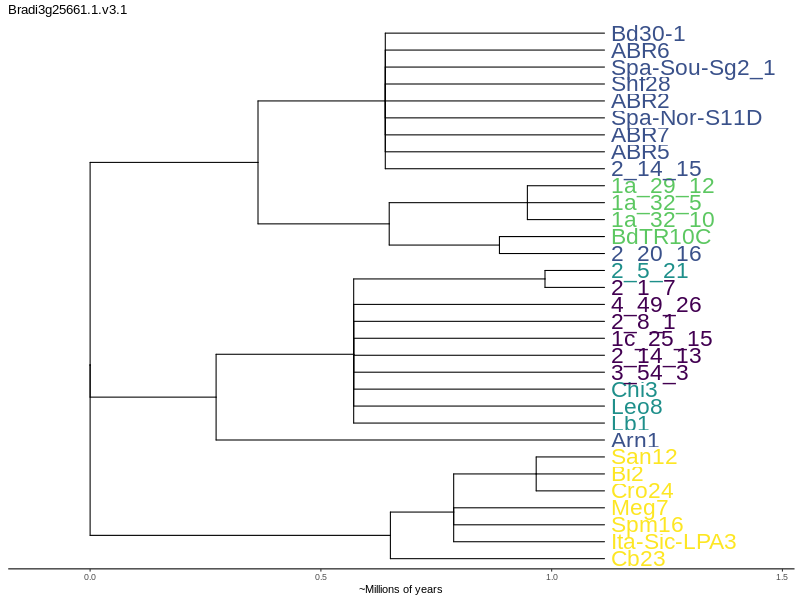 Bradi3g25661.1.v3.1
Bd30-1
ABR6
Spa-Sou-Sg2_1
Shf28
ABR2
Spa-Nor-S11D
ABR7
ABR5
2_14_15
1a_29_12
1a_32_5
1a_32_10
BdTR10C
2_20_16
2_5_21
2_1_7
4_49_26
2_8_1
1c_25_15
2_14_13
3_54_3
Chi3
Leo8
Lb1
Arn1
San12
Bi2
Cro24
Meg7
Spm16
Ita-Sic-LPA3
Cb23
0.0 0.5 1.0 1.5
~Millions of years